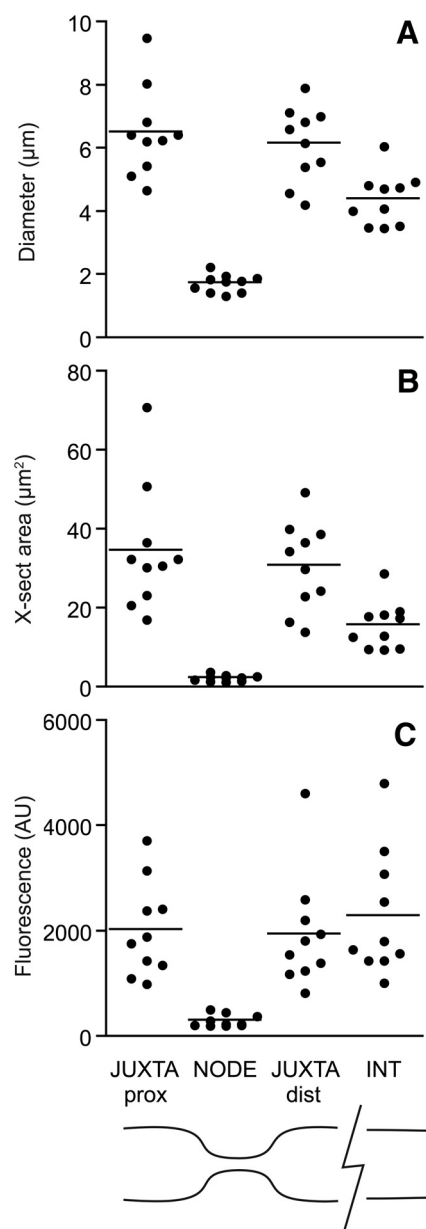 A
Diameter (μm)
10
8
6
4
2
0
B
X-sect area (μm²)
80
60
40
20
0
C
Fluorescence (AU)
6000
4000
2000
0
JUXTA NODE JUXTA INT
prox dist